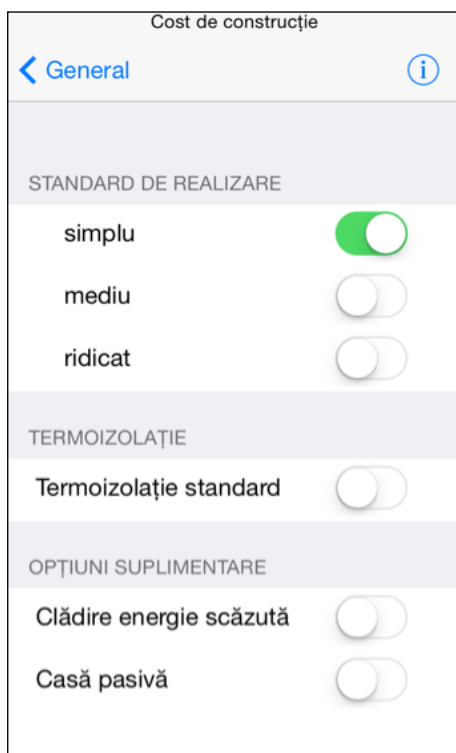 Cost de construcție
General
STANDARD DE REALIZARE
simplu
mediu
ridicat
TERMOIZOLAȚIE
Termoizolație standard
OPȚIUNI SUPLIMENTARE
Clădire energie scăzută
Casă pasivă